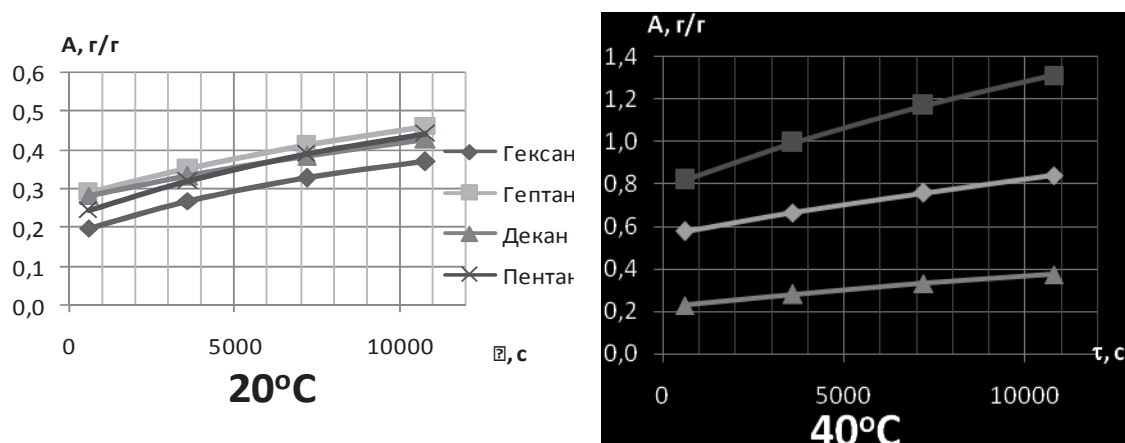 A, г/г
0,6
0,5
0,4
0,3
0,2
0,1
0,0
0 5000 10000 ⍰, с
Гексан
Гептан
Декан
Пентан
20°C
A, г/г
1,4
1,2
1,0
0,8
0,6
0,4
0,2
0,0
τ, с
0 5000 10000
40°C